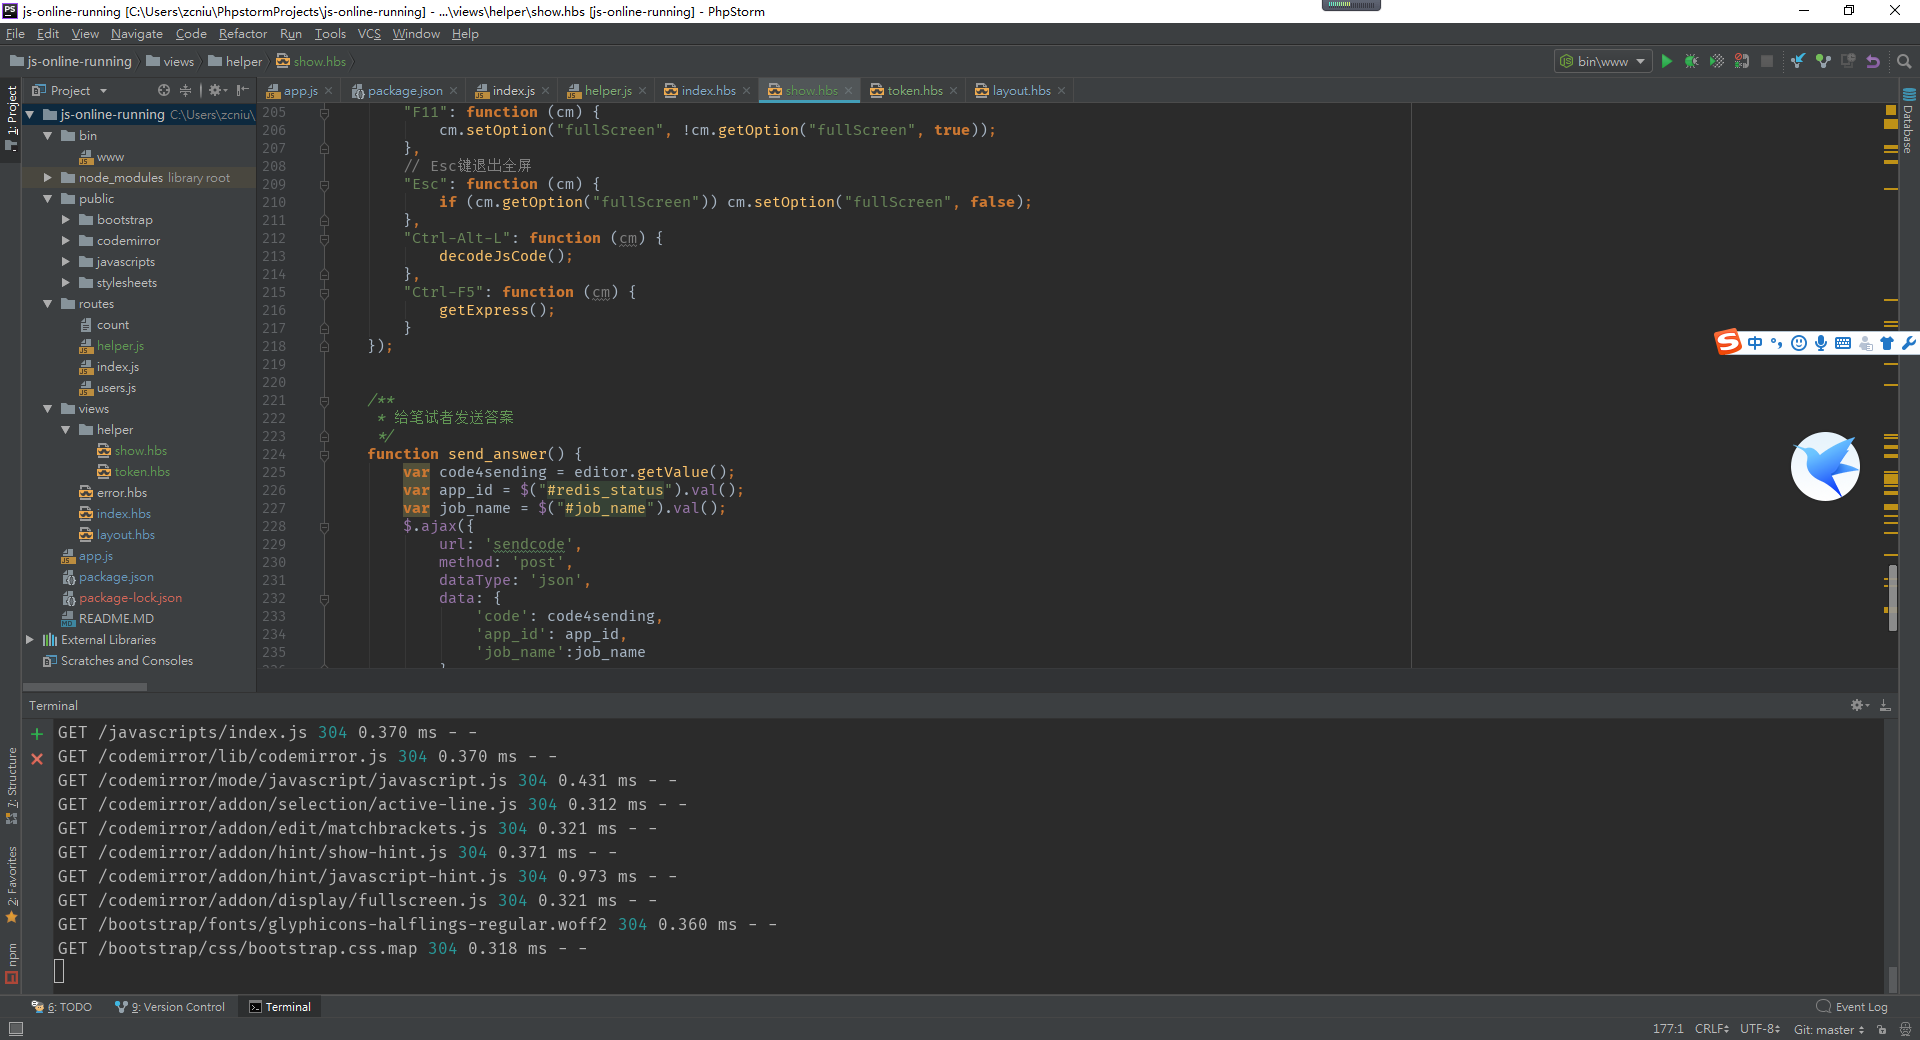 js-online-running [C:\Users\zcniu\PhpstormProjects\js-online-running] - ...\views\helper\show.hbs [js-online-running] - PhpStorm
File Edit View Navigate Code Refactor Run Tools VCS Window Help
js-online-running views helper show.hbs
bin\www
1: Project
Project
app.js package.json index.js helper.js index.hbs show.hbs token.hbs layout.hbs
Database
js-online-running C:\Users\zcniu\
bin
www
node_modules library root
public
bootstrap
codemirror
javascripts
stylesheets
routes
count
helper.js
index.js
users.js
views
helper
show.hbs
token.hbs
error.hbs
index.hbs
layout.hbs
app.js
package.json
package-lock.json
README.MD
External Libraries
Scratches and Consoles
205 "F11": function (cm) {
206 cm.setOption("fullScreen", !cm.getOption("fullScreen", true));
207 },
208 // Esc键退出全屏
209 "Esc": function (cm) {
210 if (cm.getOption("fullScreen")) cm.setOption("fullScreen", false);
211 },
212 "Ctrl-Alt-L": function (cm) {
213 decodeJsCode();
214 },
215 "Ctrl-F5": function (cm) {
216 getExpress();
217 }
218 });
219
220
221 /**
222 * 给笔试者发送答案
223 */
224 function send_answer() {
225 var code4sending = editor.getValue();
226 var app_id = $("#redis_status").val();
227 var job_name = $("#job_name").val();
228 $.ajax({
229 url: 'sendcode',
230 method: 'post',
231 dataType: 'json',
232 data: {
233 'code': code4sending,
234 'app_id': app_id,
235 'job_name':job_name
中
Terminal
7: Structure
2: Favorites
npm
GET /javascripts/index.js 304 0.370 ms - -
GET /codemirror/lib/codemirror.js 304 0.370 ms - -
GET /codemirror/mode/javascript/javascript.js 304 0.431 ms - -
GET /codemirror/addon/selection/active-line.js 304 0.312 ms - -
GET /codemirror/addon/edit/matchbrackets.js 304 0.321 ms - -
GET /codemirror/addon/hint/show-hint.js 304 0.371 ms - -
GET /codemirror/addon/hint/javascript-hint.js 304 0.973 ms - -
GET /codemirror/addon/display/fullscreen.js 304 0.321 ms - -
GET /bootstrap/fonts/glyphicons-halflings-regular.woff2 304 0.360 ms - -
GET /bootstrap/css/bootstrap.css.map 304 0.318 ms - -
6: TODO 9: Version Control Terminal Event Log
177:1 CRLF UTF-8 Git: master